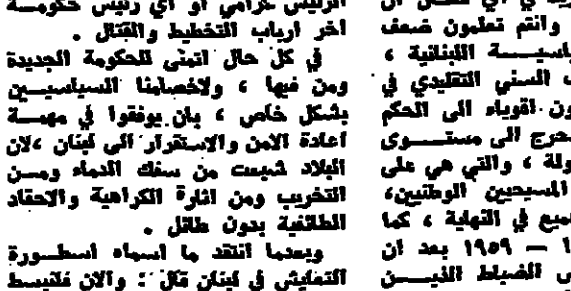 الرئيس كرامي او اي رئيس حكومة
اخر ارباب التخطيط والقتال .
في كل حال اتمنى للحكومة الجديدة
ومن فيها ، ولاخصامنا السياسيين
بشكل خاص ، بان يوفقوا في مهمة
اعادة الامن والاستقرار الى لبنان ، لان
البلاد شبعت من سفك الدماء ومن
التخريب ومن اثارة الكراهية والاحقاد
الطائفية بدون طائل .
وبعدما انتقد ما اسماه اسطورة
التعايش في لبنان قال : والان فلنبسط
وانتم تعلمون ضعف
اللبنانية ،
السني التقليدي في
اقوياء الى الحكم
الى مستوى
، والتي هي على
المسيحيين الوطنيين،
في النهاية ، كما
— ١٩٥٩ بعد ان
الضباط الذين